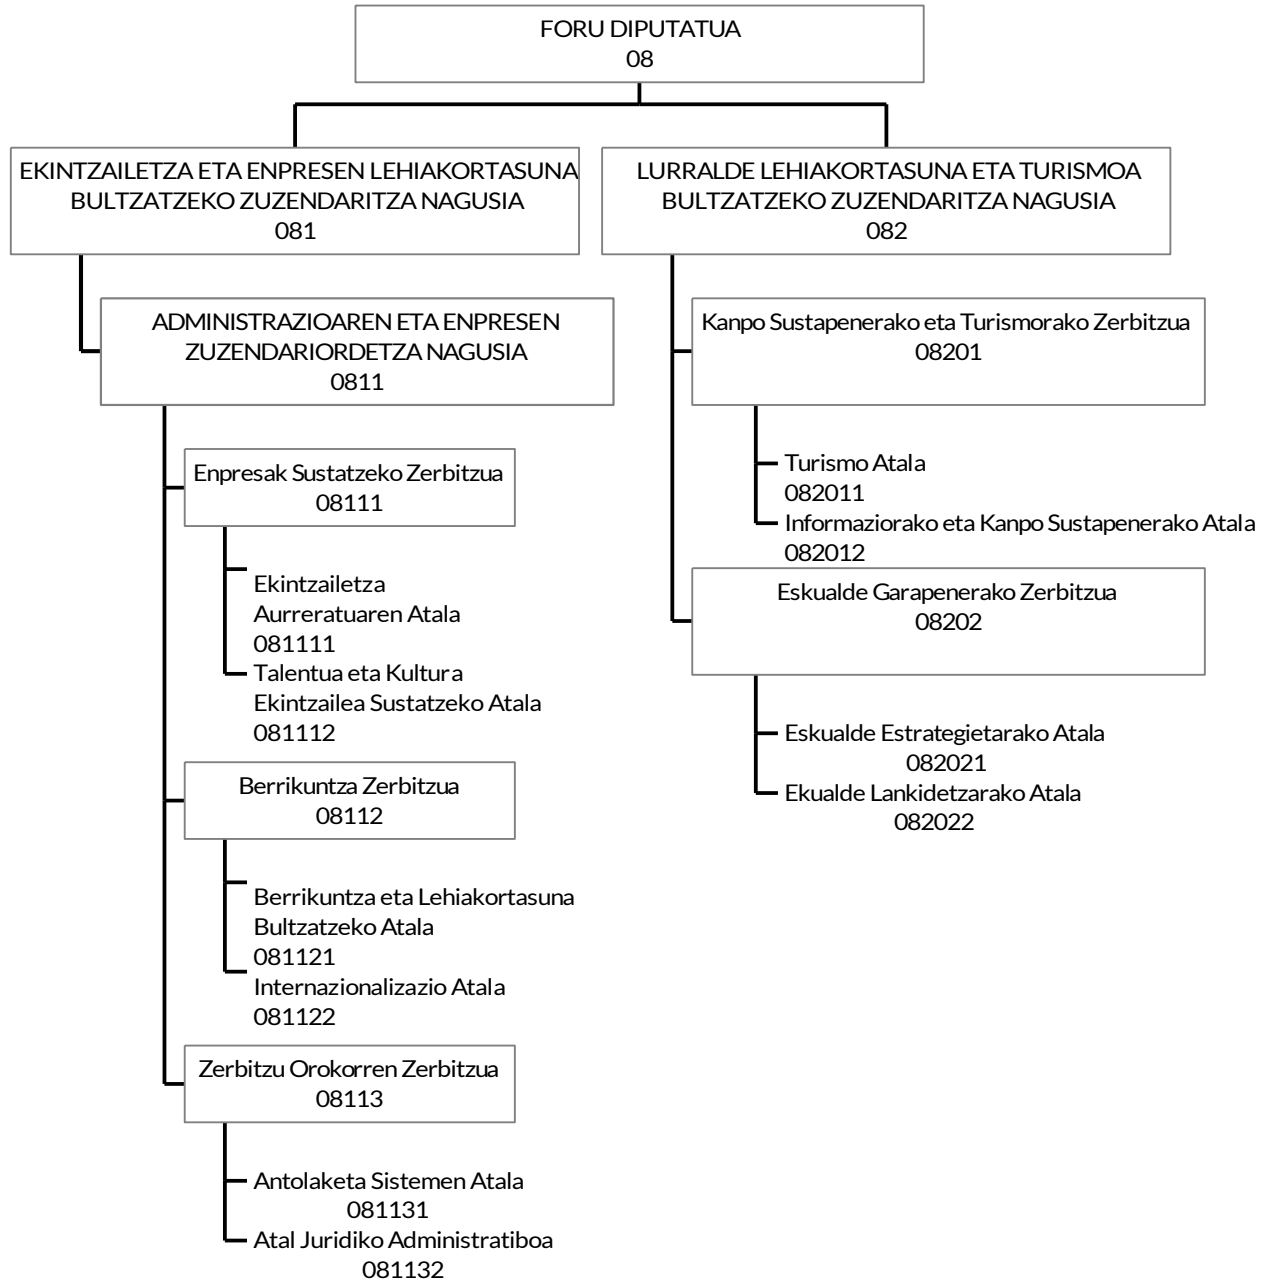 FORU DIPUTATUA
08
EKINTZAILETZA ETA ENPRESEN LEHIAKORTASUNA
BULTZATZEKO ZUZENDARITZA NAGUSIA
081
ADMINISTRAZIOAREN ETA ENPRESEN
ZUZENDARIORDETZA NAGUSIA
0811
Enpresak Sustatzeko Zerbitzua
08111
Ekintzailetza
Aurreratuaren Atala
081111
Talentua eta Kultura
Ekintzailea Sustatzeko Atala
081112
Berrikuntza Zerbitzua
08112
Berrikuntza eta Lehiakortasuna
Bultzatzeko Atala
081121
Internazionalizazio Atala
081122
Zerbitzu Orokorren Zerbitzua
08113
Antolaketa Sistemen Atala
081131
Atal Juridiko Administratiboa
081132
LURRALDE LEHIAKORTASUNA ETA TURISMOA
BULTZATZEKO ZUZENDARITZA NAGUSIA
082
Kanpo Sustapenerako eta Turismorako Zerbitzua
08201
Turismo Atala
082011
Informaziorako eta Kanpo Sustapenerako Atala
082012
Eskualde Garapenerako Zerbitzua
08202
Eskualde Estrategietarako Atala
082021
Ekualde Lankidetzarako Atala
082022